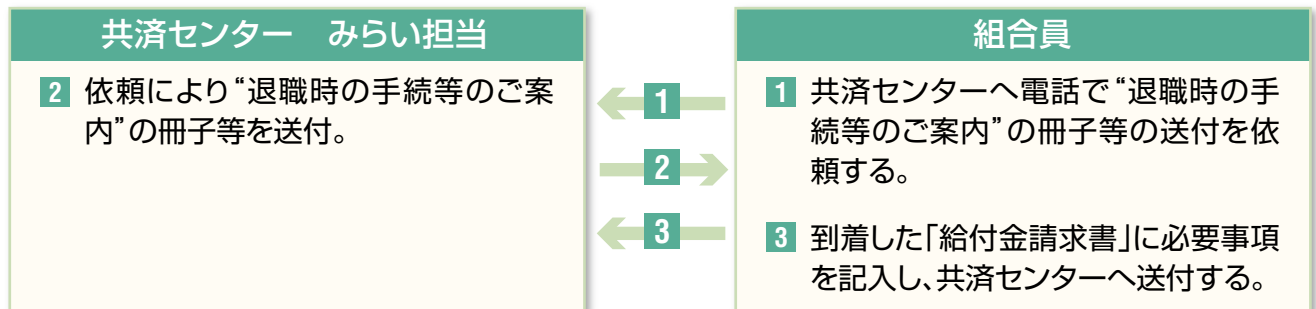 共済センター　みらい担当
2 依頼により“退職時の手続等のご案
内”の冊子等を送付。
1
2
3
組合員
1 共済センターへ電話で“退職時の手
続等のご案内”の冊子等の送付を依
頼する。
3 到着した「給付金請求書」に必要事項
を記入し、共済センターへ送付する。